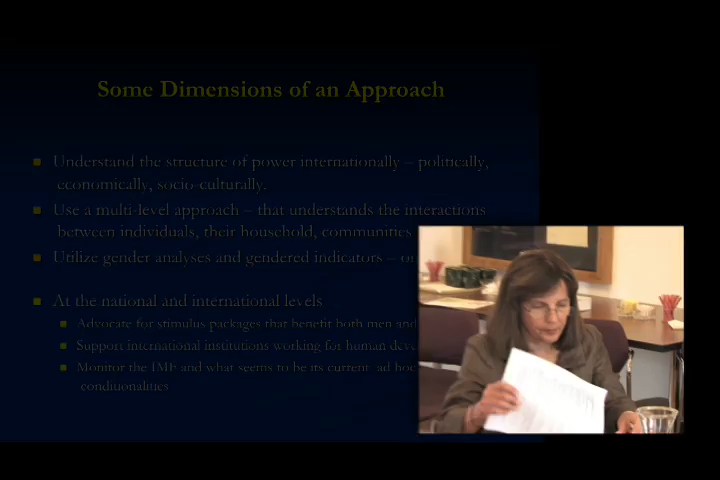 Some Dimensions of an Approach
Understand the structure of power internationally – politically,
economically, socio-culturally.
Use a multi-level approach – that understands the interactions
between individuals, their household, communities
Utilize gender analyses and gendered indicators –
At the national and international levels
Advocate for stimulus packages that benefit both men and
Support international institutions working for human
Monitor the IMF and what seems to be its current ad hoc
conditionalities